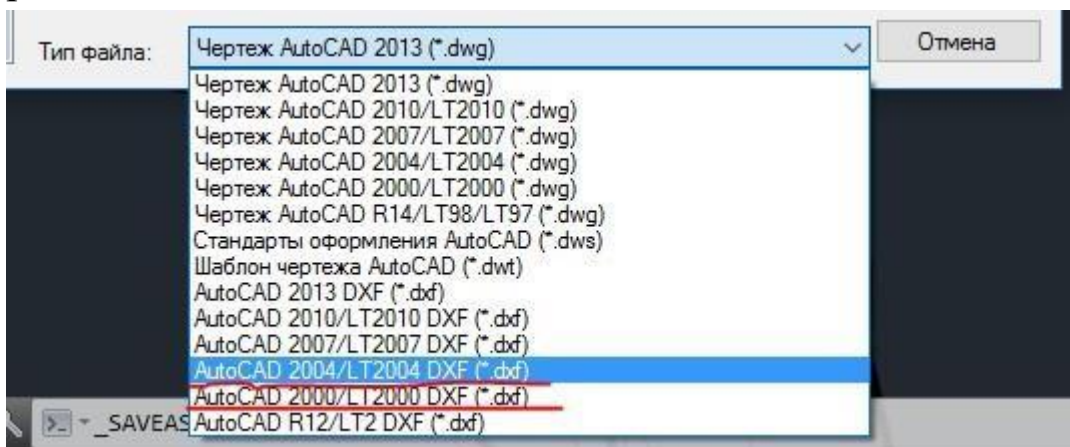 Тип файла: Чертеж AutoCAD 2013 (*.dwg) Отмена
Чертеж AutoCAD 2013 (*.dwg)
Чертеж AutoCAD 2010/LT2010 (*.dwg)
Чертеж AutoCAD 2007/LT2007 (*.dwg)
Чертеж AutoCAD 2004/LT2004 (*.dwg)
Чертеж AutoCAD 2000/LT2000 (*.dwg)
Чертеж AutoCAD R14/LT98/LT97 (*.dwg)
Стандарты оформления AutoCAD (*.dws)
Шаблон чертежа AutoCAD (*.dwt)
AutoCAD 2013 DXF (*.dxf)
AutoCAD 2010/LT2010 DXF (*.dxf)
AutoCAD 2007/LT2007 DXF (*.dxf)
AutoCAD 2004/LT2004 DXF (*.dxf)
AutoCAD 2000/LT2000 DXF (*.dxf)
_SAVEAS AutoCAD R12/LT2 DXF (*.dxf)